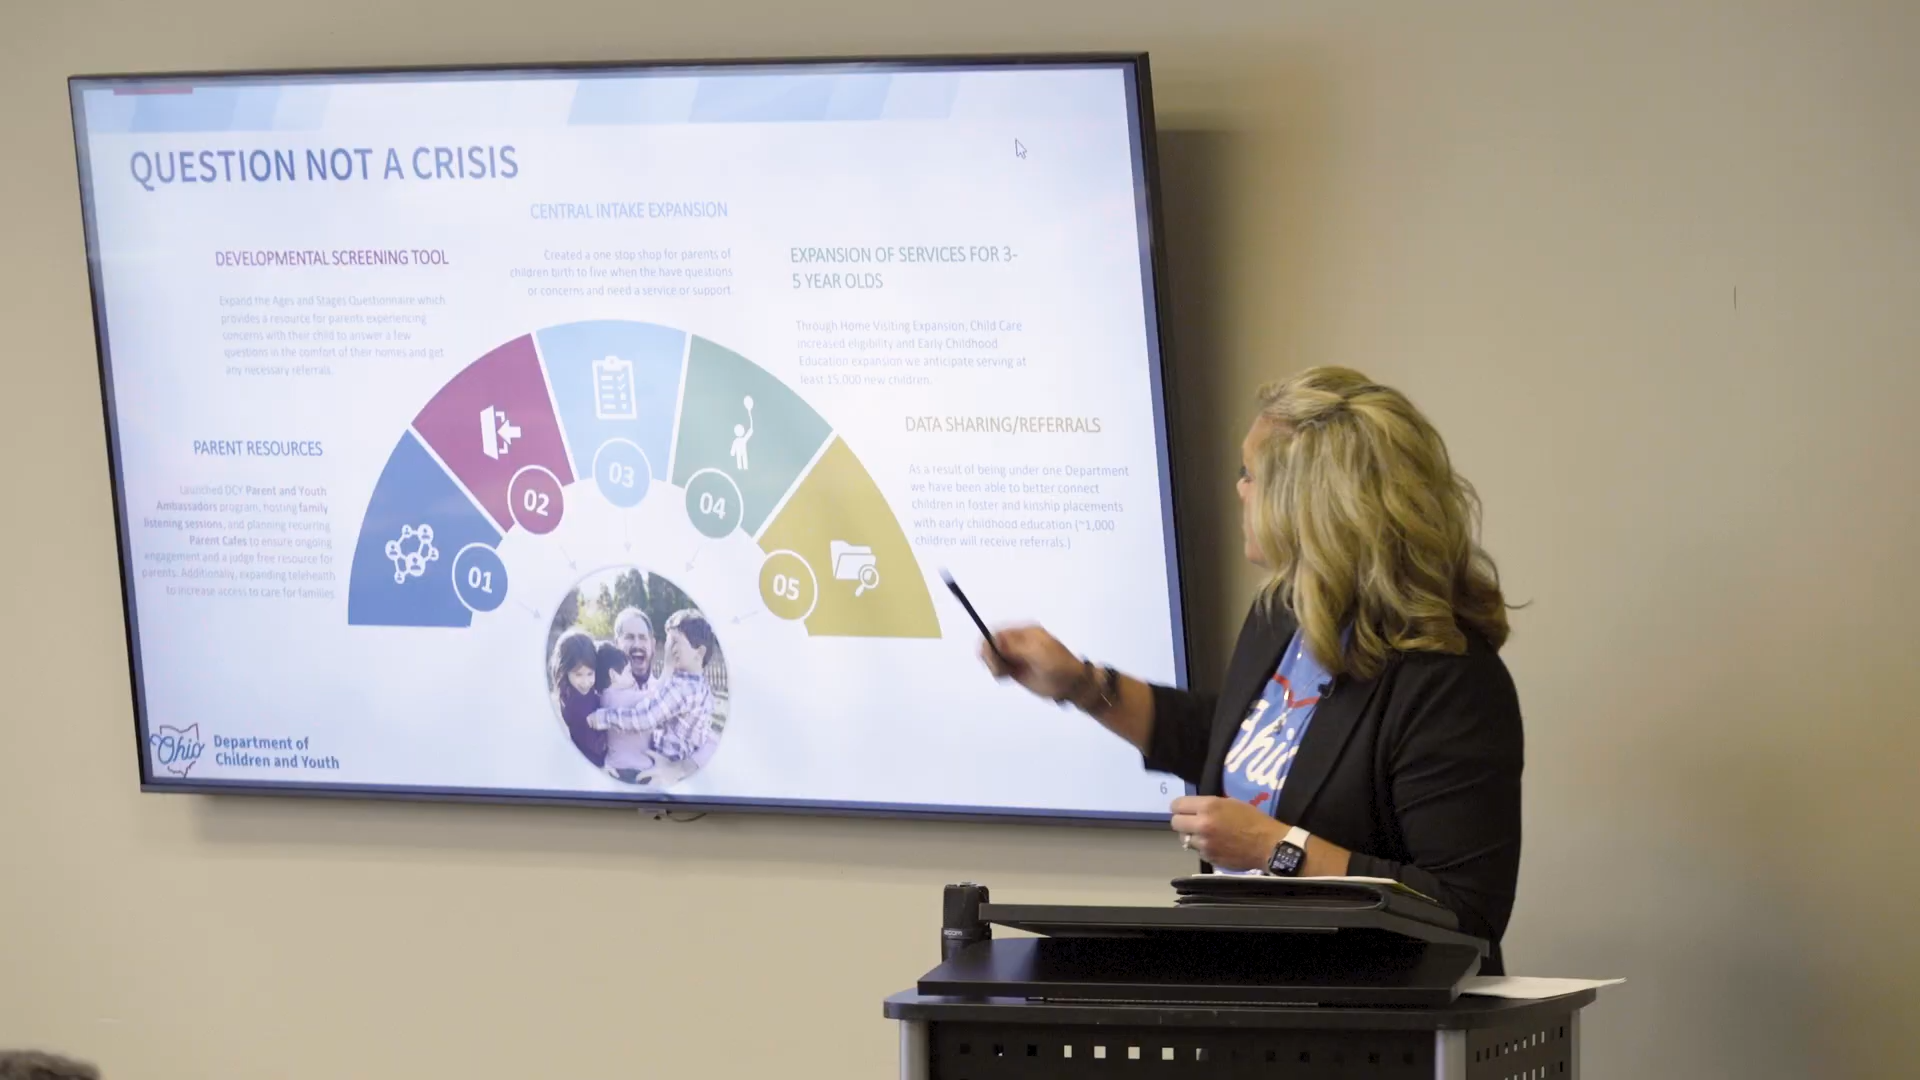 QUESTION NOT A CRISIS
CENTRAL INTAKE EXPANSION
Created a one stop shop for parents of
children birth to five when the have questions
or concerns and need a service or support
DEVELOPMENTAL SCREENING TOOL
Expand the Ages and Stages Questionnaire which
provides a resource for parents experiencing
concerns with their child to answer a few
questions in the comfort of their homes and get
any necessary referrals.
EXPANSION OF SERVICES FOR 3-
5 YEAR OLDS
Through Home Visiting Expansion, Child Care
increased eligibility and Early Childhood
Education expansion we anticipate serving at
least 15,000 new children.
PARENT RESOURCES
Launched DCY Parent and Youth
Ambassadors program, hosting family
listening sessions, and planning recurring
Parent Cafes to ensure ongoing
engagement and a judge free resource for
parents. Additionally, expanding telehealth
to increase access to care for families
DATA SHARING/REFERRALS
As a result of being under one Department
we have been able to better connect
children in foster and kinship placements
with early childhood education (~1,000
children will receive referrals.)
01
02
03
04
05
Ohio
Department of
Children and Youth
6
Ohio
zoom